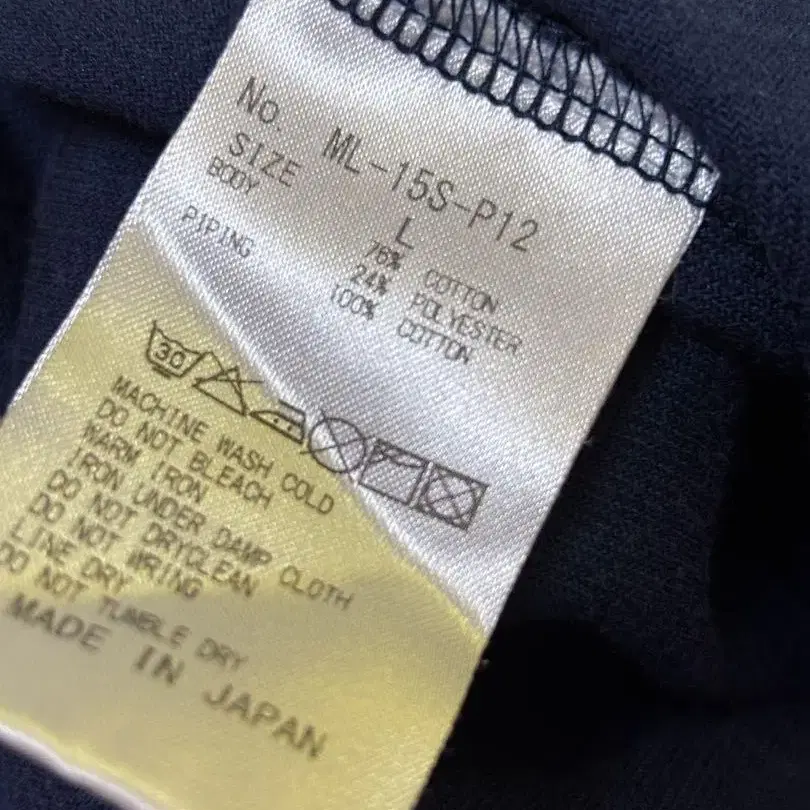 No. ML-15S-P12
SIZE L
BODY 76% COTTON
24% POLYESTER
PIPING 100% COTTON
30
MACHINE WASH COLD
DO NOT BLEACH
WARM IRON
IRON UNDER DAMP CLOTH
DO NOT DRYCLEAN
DO NOT WRING
LINE DRY
DO NOT TUMBLE DRY
MADE IN JAPAN